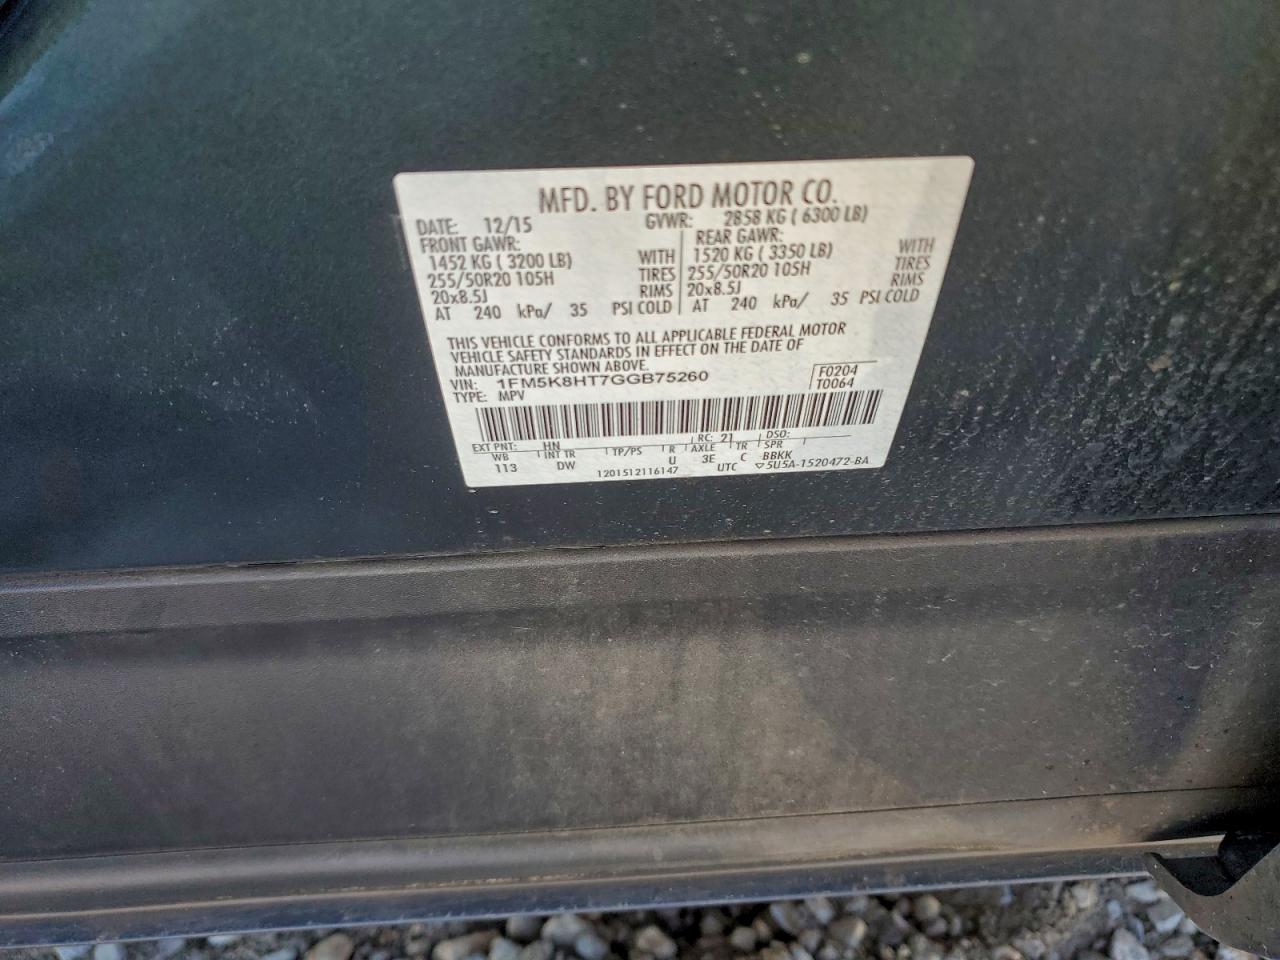 MFD. BY FORD MOTOR CO.
DATE: 12/15 GVWR: 2858 KG ( 6300 LB)
FRONT GAWR: REAR GAWR:
1452 KG ( 3200 LB) WITH 1520 KG ( 3350 LB) WITH
255/50R20 105H TIRES 255/50R20 105H TIRES
20x8.5J RIMS 20x8.5J RIMS
AT 240 kPa/ 35 PSI COLD AT 240 kPa/ 35 PSI COLD
THIS VEHICLE CONFORMS TO ALL APPLICABLE FEDERAL MOTOR
VEHICLE SAFETY STANDARDS IN EFFECT ON THE DATE OF
MANUFACTURE SHOWN ABOVE.
VIN: 1FM5K8HT7GGB75260 F0204
TYPE: MPV T0064
EXT PNT: HN RC: 21 DSO:
WB INT TR TP/PS R AXLE TR SPR
113 DW U 3E C BBKK
1201512116147 UTC ▽5U5A-1520472-BA